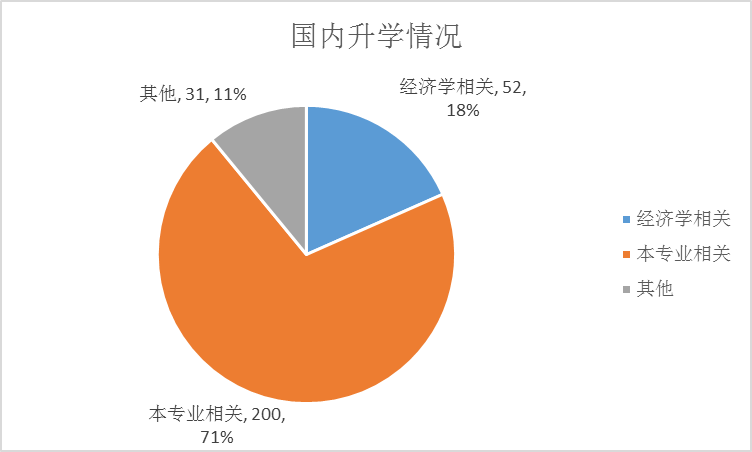 国内升学情况
其他, 31, 11%
经济学相关, 52,
18%
经济学相关
本专业相关
其他
本专业相关, 200,
71%